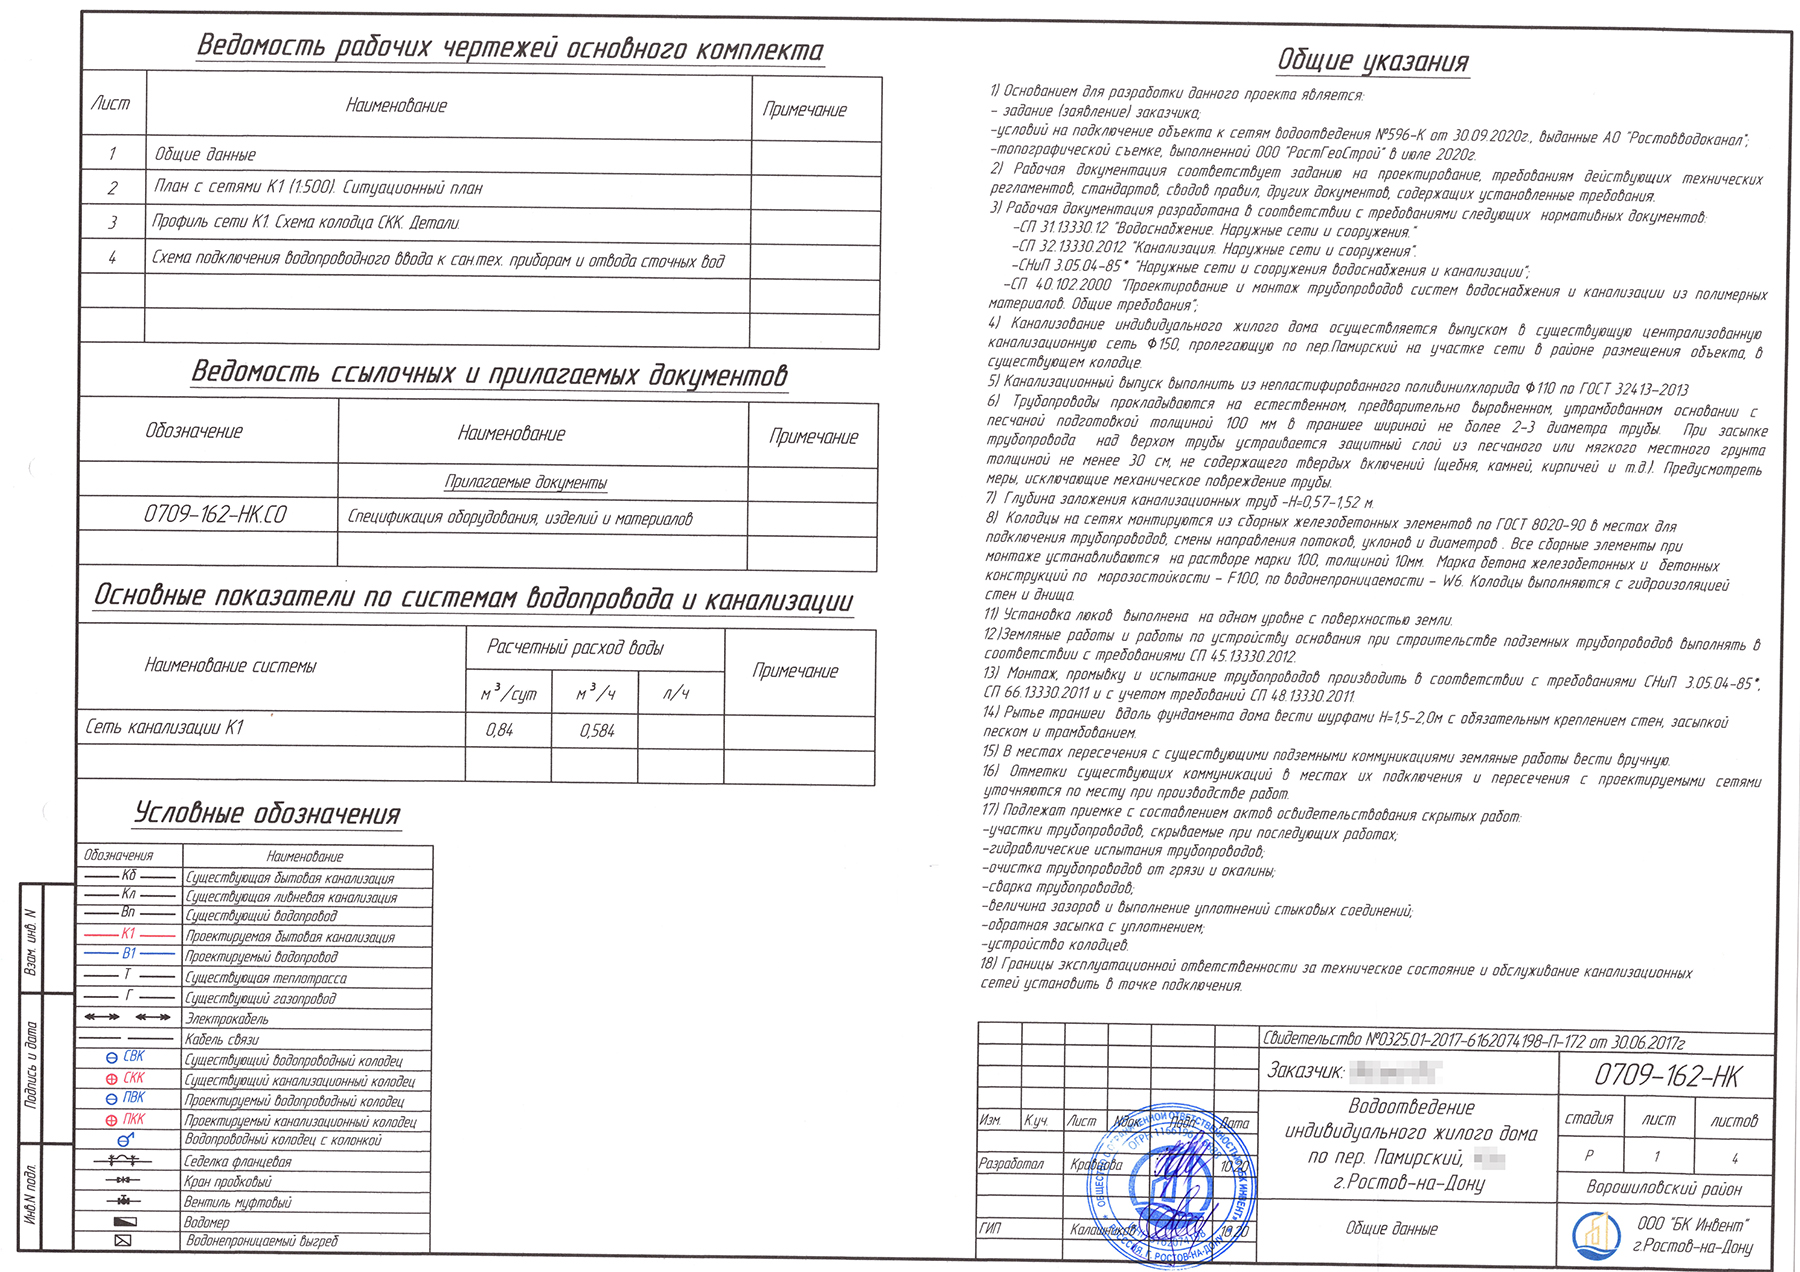 Ведомость рабочих чертежей основного комплекта
Лист Наименование Примечание
1 Общие данные
2 План с сетями К1 (1:500). Ситуационный план
3 Профиль сети К1. Схема колодца СКК. Детали.
4 Схема подключения водопроводного ввода к сан.тех. приборам и отвода сточных вод
Ведомость ссылочных и прилагаемых документов
Обозначение Наименование Примечание
Прилагаемые документы
0709-162-НК.СО Спецификация оборудования, изделий и материалов
Основные показатели по системам водопровода и канализации
Наименование системы Расчетный расход воды Примечание
м³/сут м³/ч л/ч
Сеть канализации К1 0,84 0,584
Условные обозначения
Обозначения Наименование
Кб Существующая бытовая канализация
Кл Существующая ливневая канализация
Вп Существующий водопровод
К1 Проектируемая бытовая канализация
В1 Проектируемый водопровод
Т Существующая теплотрасса
Г Существующий газопровод
Электрокабель
Кабель связи
СВК Существующий водопроводный колодец
СКК Существующий канализационный колодец
ПВК Проектируемый водопроводный колодец
ПКК Проектируемый канализационный колодец
Водопроводный колодец с колонкой
Седелка фланцевая
Кран пробковый
Вентиль муфтовый
Водомер
Водонепроницаемый выгреб
Взам. инв. N
Подпись и дата
Инв.N подл.
Общие указания
1) Основанием для разработки данного проекта является:
- задание (заявление) заказчика;
-условий на подключение объекта к сетям водоотведения №596-К от 30.09.2020г., выданные АО "Ростовводоканал";
-топографической съемке, выполненной ООО "РостГеоСтрой" в июле 2020г.
2) Рабочая документация соответствует заданию на проектирование, требованиям действующих технических
регламентов, стандартов, сводов правил, других документов, содержащих установленные требования.
3) Рабочая документация разработана в соответствии с требованиями следующих нормативных документов:
-СП 31.13330.12 "Водоснабжение. Наружные сети и сооружения."
-СП 32.13330.2012 "Канализация. Наружные сети и сооружения".
-СНиП 3.05.04-85* "Наружные сети и сооружения водоснабжения и канализации";
-СП 40.102.2000 "Проектирование и монтаж трубопроводов систем водоснабжения и канализации из полимерных
материалов. Общие требования";
4) Канализование индивидуального жилого дома осуществляется выпуском в существующую централизованную
канализационную сеть Ф150, пролегающую по пер.Памирский на участке сети в районе размещения объекта, в
существующем колодце.
5) Канализационный выпуск выполнить из непластифированного поливинилхлорида Ф110 по ГОСТ 32413-2013
6) Трубопроводы прокладываются на естественном, предварительно выровненном, утрамбованном основании с
песчаной подготовкой толщиной 100 мм в траншее шириной не более 2-3 диаметра трубы. При засыпке
трубопровода над верхом трубы устраивается защитный слой из песчаного или мягкого местного грунта
толщиной не менее 30 см, не содержащего твердых включений (щебня, камней, кирпичей и т.д.). Предусмотреть
меры, исключающие механическое повреждение трубы.
7) Глубина заложения канализационных труб -Н=0,57-1,52 м.
8) Колодцы на сетях монтируются из сборных железобетонных элементов по ГОСТ 8020-90 в местах для
подключения трубопроводов, смены направления потоков, уклонов и диаметров . Все сборные элементы при
монтаже устанавливаются на растворе марки 100, толщиной 10мм. Марка бетона железобетонных и бетонных
конструкций по морозостойкости - F100, по водонепроницаемости - W6. Колодцы выполняются с гидроизоляцией
стен и днища.
11) Установка люков выполнена на одном уровне с поверхностью земли.
12)Земляные работы и работы по устройству основания при строительстве подземных трубопроводов выполнять в
соответствии с требованиями СП 45.13330.2012.
13) Монтаж, промывку и испытание трубопроводов производить в соответствии с требованиями СНиП 3.05.04-85*,
СП 66.13330.2011 и с учетом требований СП 48.13330.2011.
14) Рытье траншеи вдоль фундамента дома вести шурфами Н=1,5-2,0м с обязательным креплением стен, засыпкой
песком и трамбованием.
15) В местах пересечения с существующими подземными коммуникациями земляные работы вести вручную.
16) Отметки существующих коммуникаций в местах их подключения и пересечения с проектируемыми сетями
уточняются по месту при производстве работ.
17) Подлежат приемке с составлением актов освидетельствования скрытых работ:
-участки трубопроводов, скрываемые при последующих работах;
-гидравлические испытания трубопроводов;
-очистка трубопроводов от грязи и окалины;
-сварка трубопроводов;
-величина зазоров и выполнение уплотнений стыковых соединений;
-обратная засыпка с уплотнением;
-устройство колодцев.
18) Границы эксплуатационной ответственности за техническое состояние и обслуживание канализационных
сетей установить в точке подключения.
Свидетельство №0325.01-2017-6162074198-П-172 от 30.06.2017г
Заказчик: 0709-162-НК
Изм. К.уч. Лист Nдок. Подп. Дата
Разработал Кравцова 10.20
ГИП Калашников 10.20
Водоотведение
индивидуального жилого дома
по пер. Памирский,
г.Ростов-на-Дону
стадия лист листов
Р 1 4
Ворошиловский район
Общие данные
ООО "БК Инвент"
г.Ростов-на-Дону